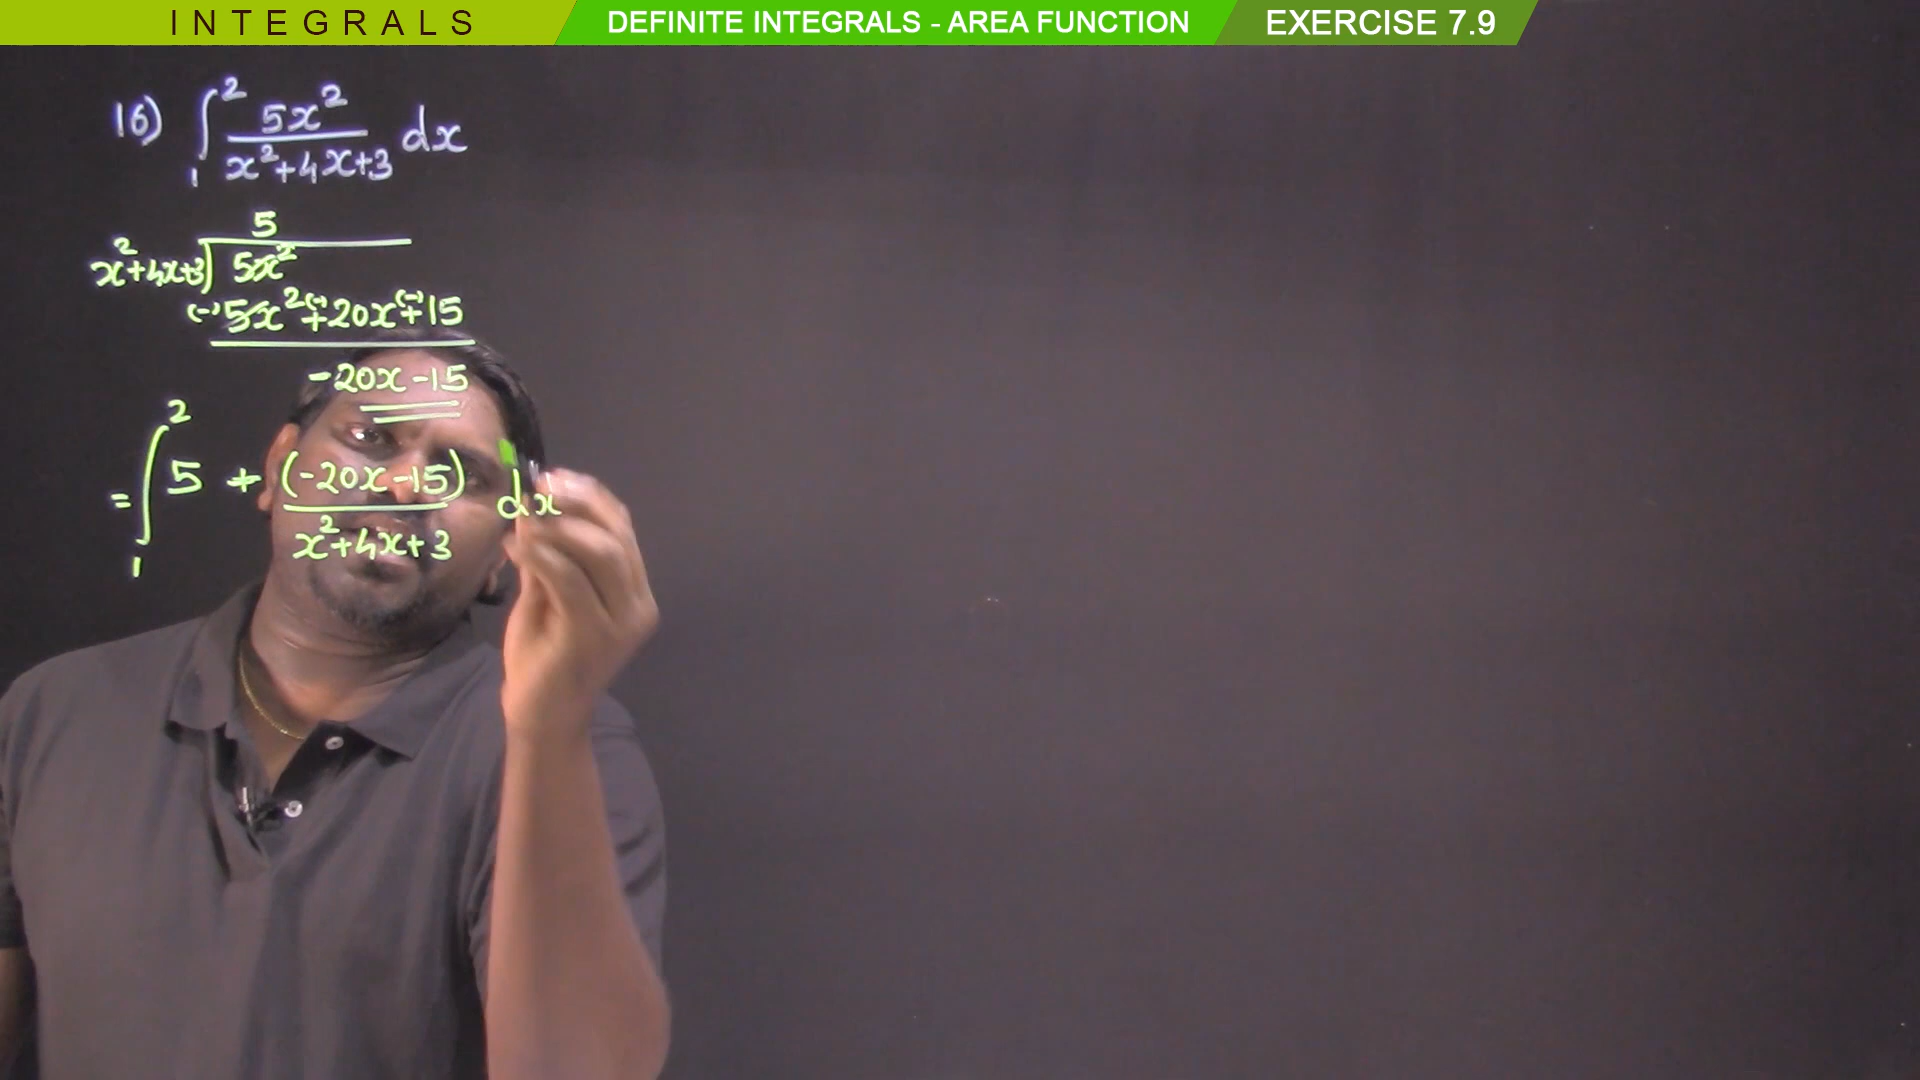 INTEGRALS
DEFINITE INTEGRALS - AREA FUNCTION
EXERCISE 7.9
16) ∫₁² 5x² / (x²+4x+3) dx
5
x²+4x+3) 5x²
(-)5x² (-)+20x (-)+15
-20x-15
= ∫₁² 5 + (-20x-15) / (x²+4x+3) dx